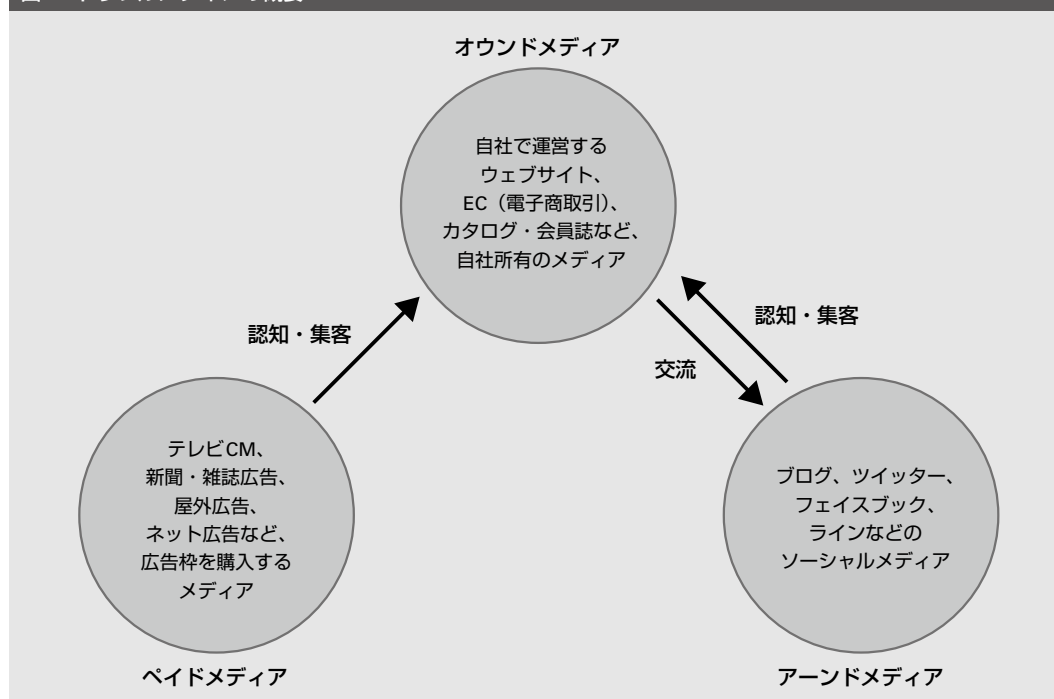 オウンドメディア
自社で運営する
ウェブサイト、
EC（電子商取引）、
カタログ・会員誌など、
自社所有のメディア
認知・集客
認知・集客
交流
テレビCM、
新聞・雑誌広告、
屋外広告、
ネット広告など、
広告枠を購入する
メディア
ブログ、ツイッター、
フェイスブック、
ラインなどの
ソーシャルメディア
ペイドメディア
アーンドメディア